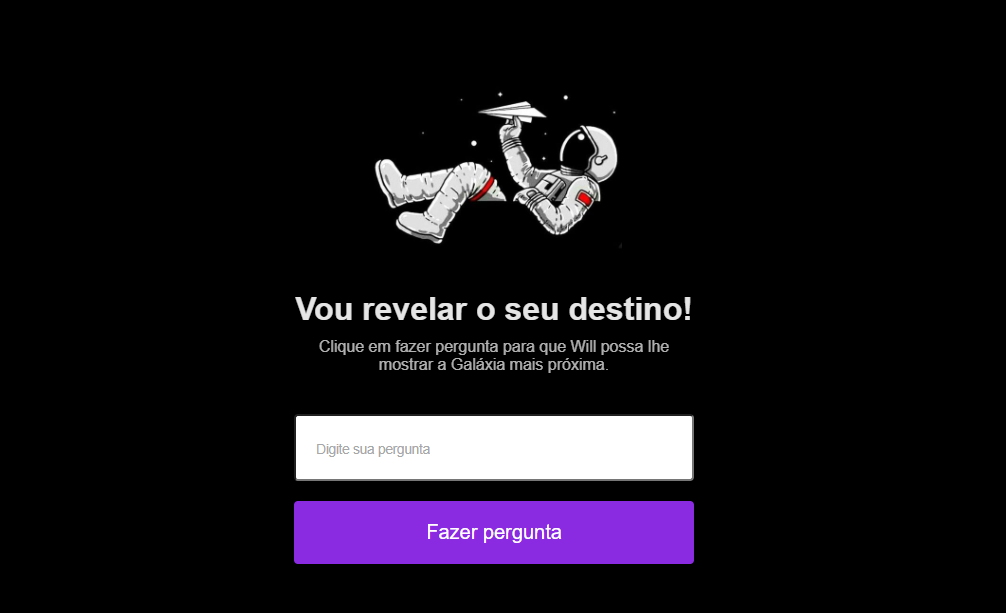 Vou revelar o seu destino!
Clique em fazer pergunta para que Will possa lhe
mostrar a Galáxia mais próxima.
Digite sua pergunta
Fazer pergunta